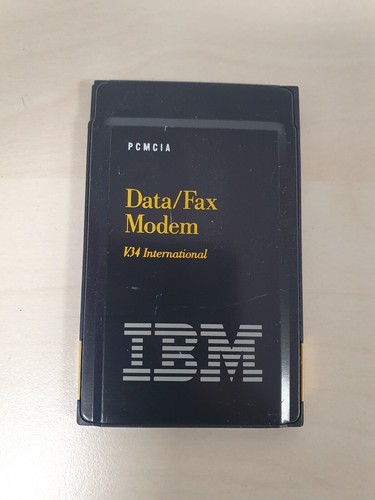 PCMCIA
Data/Fax
Modem
V.34 International
IBM